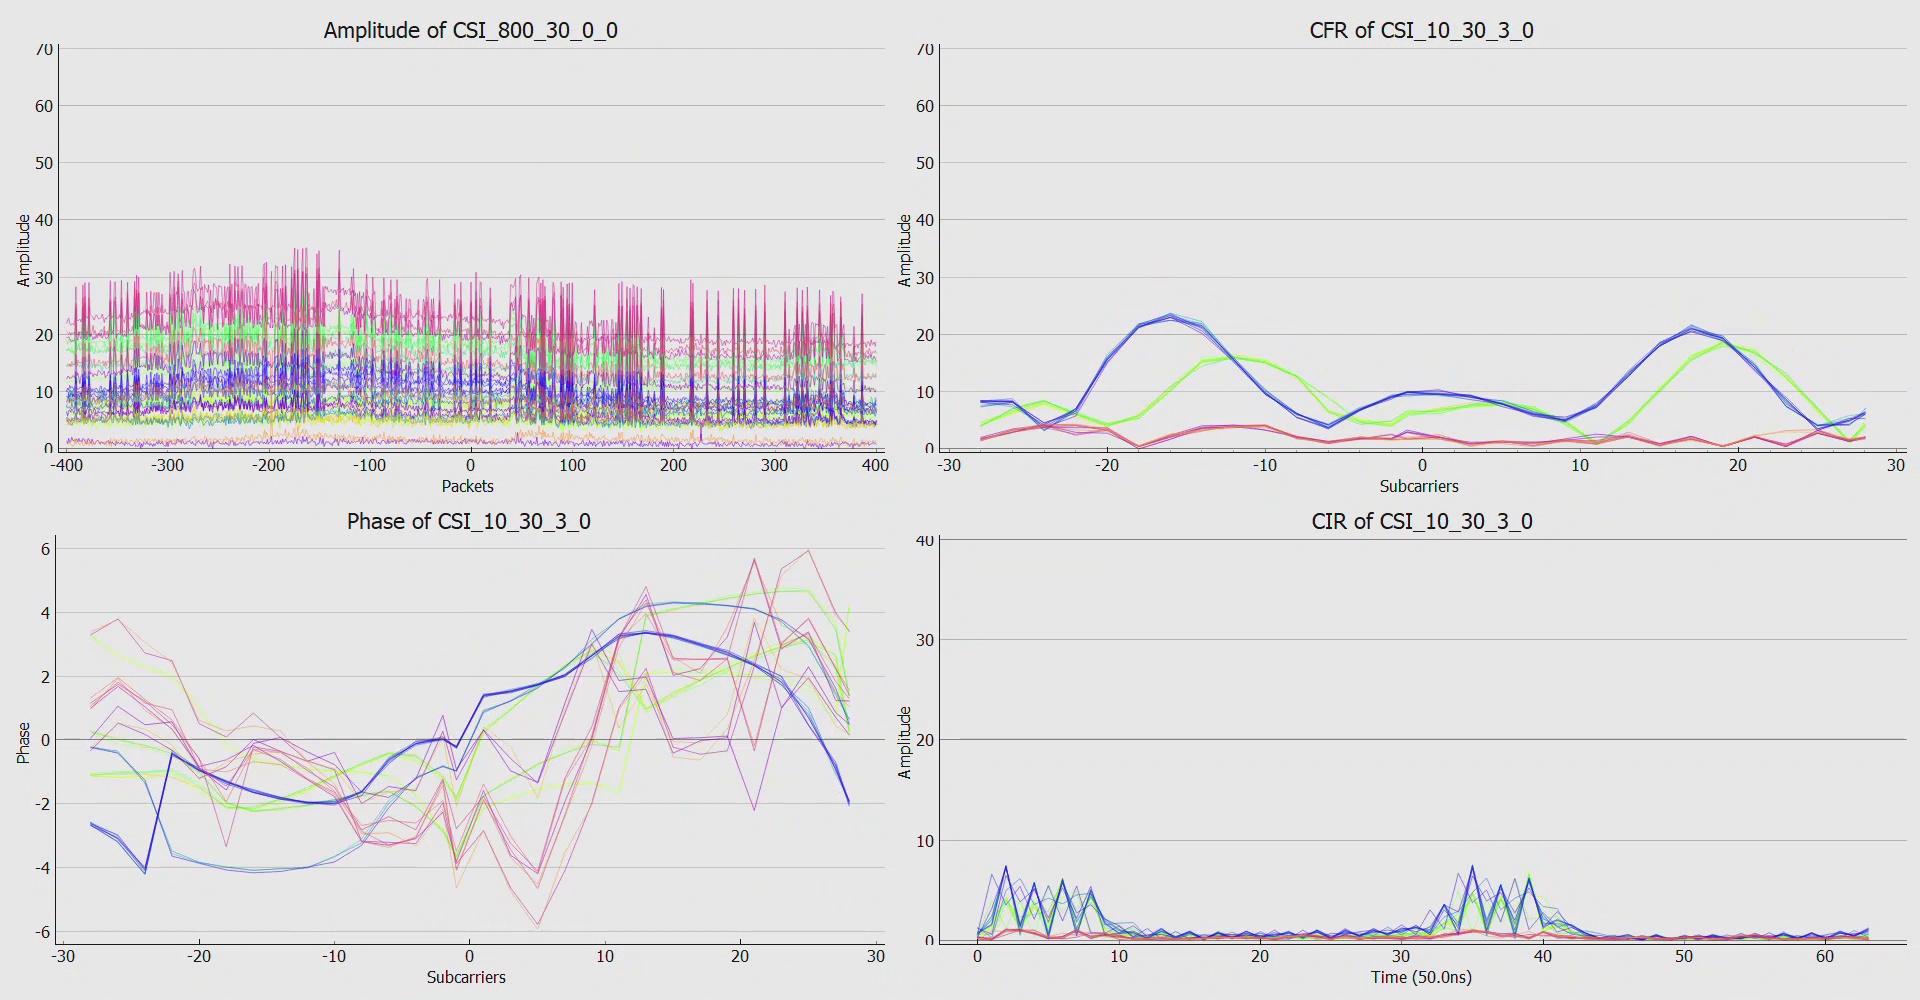 Amplitude of CSI_800_30_0_0
70
60
50
40
30
20
10
0
Amplitude
-400 -300 -200 -100 0 100 200 300 400
Packets
CFR of CSI_10_30_3_0
70
60
50
40
30
20
10
0
Amplitude
-30 -20 -10 0 10 20 30
Subcarriers
Phase of CSI_10_30_3_0
6
4
2
0
-2
-4
-6
Phase
-30 -20 -10 0 10 20 30
Subcarriers
CIR of CSI_10_30_3_0
40
30
20
10
0
Amplitude
0 10 20 30 40 50 60
Time (50.0ns)